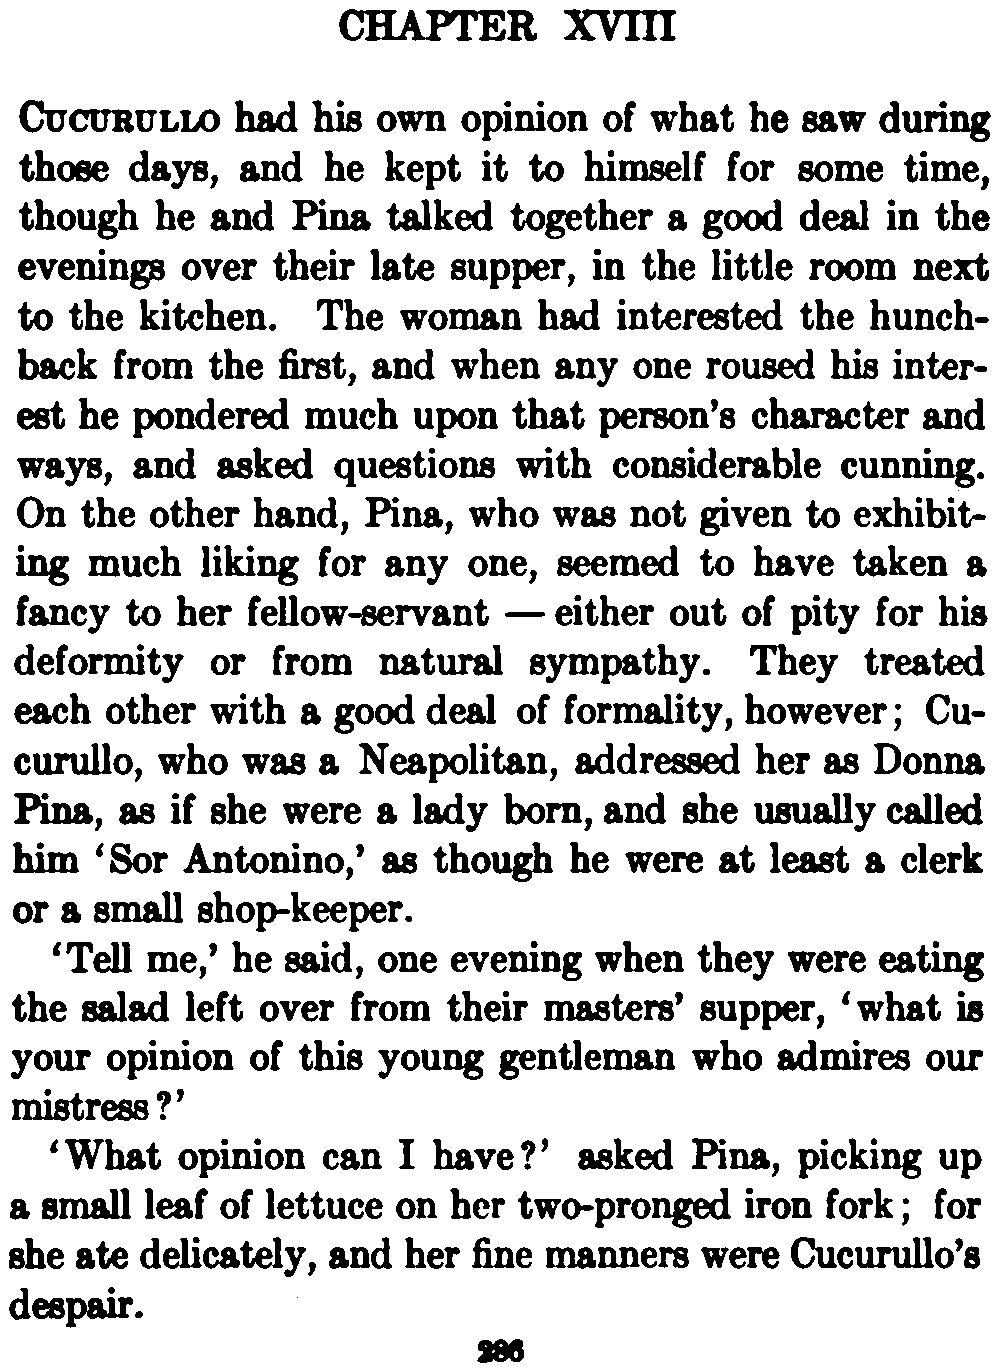 CHAPTER XVIII
CUCURULLO had his own opinion of what he saw during
those days, and he kept it to himself for some time,
though he and Pina talked together a good deal in the
evenings over their late supper, in the little room next
to the kitchen. The woman had interested the hunch-
back from the first, and when any one roused his inter-
est he pondered much upon that person's character and
ways, and asked questions with considerable cunning.
On the other hand, Pina, who was not given to exhibit-
ing much liking for any one, seemed to have taken a
fancy to her fellow-servant — either out of pity for his
deformity or from natural sympathy. They treated
each other with a good deal of formality, however; Cu-
curullo, who was a Neapolitan, addressed her as Donna
Pina, as if she were a lady born, and she usually called
him 'Sor Antonino,' as though he were at least a clerk
or a small shop-keeper.
'Tell me,' he said, one evening when they were eating
the salad left over from their masters' supper, 'what is
your opinion of this young gentleman who admires our
mistress?'
'What opinion can I have?' asked Pina, picking up
a small leaf of lettuce on her two-pronged iron fork; for
she ate delicately, and her fine manners were Cucurullo's
despair.
286